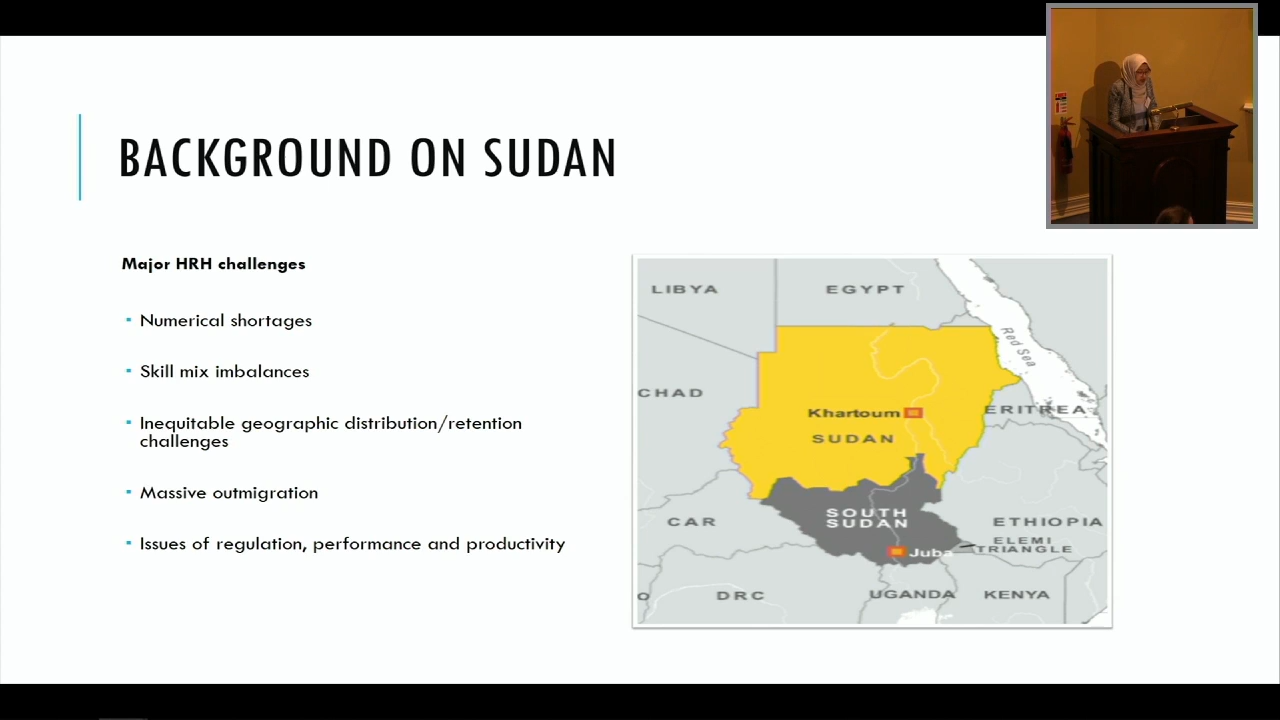 BACKGROUND ON SUDAN
Major HRH challenges
Numerical shortages
Skill mix imbalances
Inequitable geographic distribution/retention
challenges
Massive outmigration
Issues of regulation, performance and productivity
LIBYA
EGYPT
Red Sea
CHAD
Khartoum
ERITREA
SUDAN
SOUTH
SUDAN
CAR
ETHIOPIA
ELEMI
TRIANGLE
Juba
O
DRC
UGANDA
KENYA